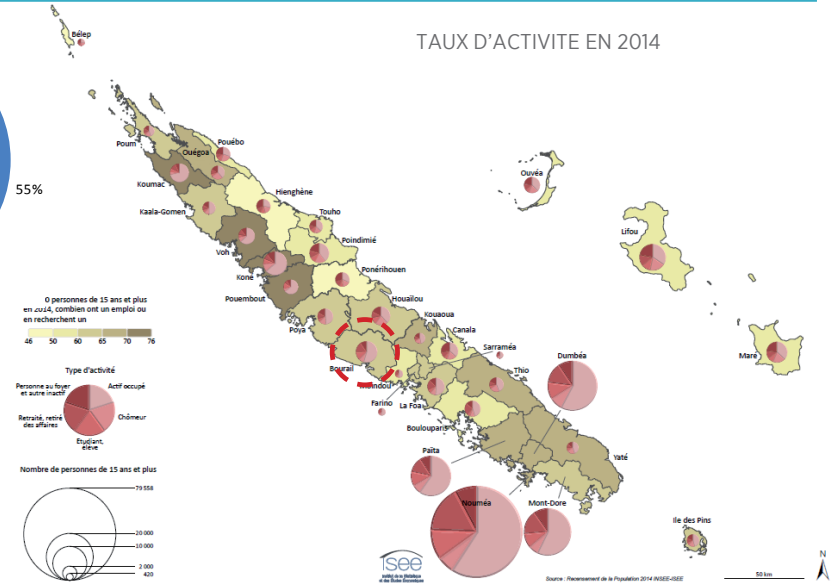 TAUX D'ACTIVITE EN 2014
Bélep
55%
Poum
Ouégoa
Pouébo
Koumac
Hienghène
Kaala-Gomen
Touho
Voh
Poindimié
Koné
Ponérihouen
Pouembout
Houaïlou
Kouaoua
Poya
Canala
Sarraméa
Bourail
Moindou
Thio
Dumbéa
Farino
La Foa
Boulouparis
Païta
Yaté
Nouméa
Mont-Dore
Ile des Pins
Ouvéa
Lifou
Mare
0 personnes de 15 ans et plus
en 2014, combien ont un emploi ou
en recherchent un
46 50 60 65 70 76
Type d'activité
Personne au foyer
et autre inactif
Actif occupé
Retraité, retiré
des affaires
Chômeur
Etudiant,
élève
Nombre de personnes de 15 ans et plus
79 558
20 000
10 000
2 000
420
isee
Source : Recensement de la Population 2014 INSEE-ISEE
50 km
N